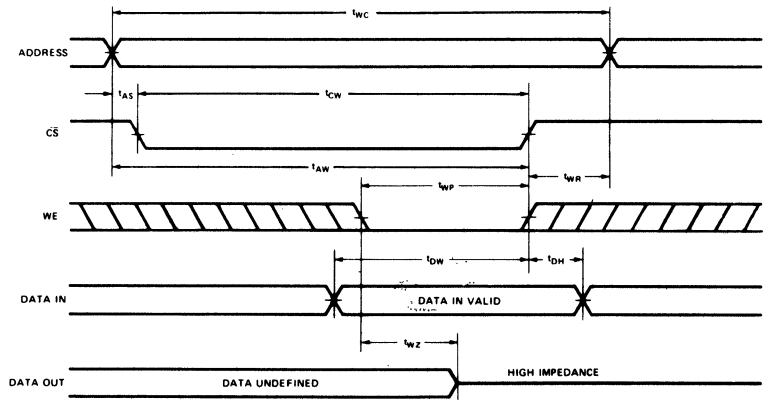 tWC
ADDRESS
tAS
tCW
CS
tAW
tWP
tWR
WE
tDW
tDH
DATA IN
DATA IN VALID
tWZ
DATA OUT
DATA UNDEFINED
HIGH IMPEDANCE